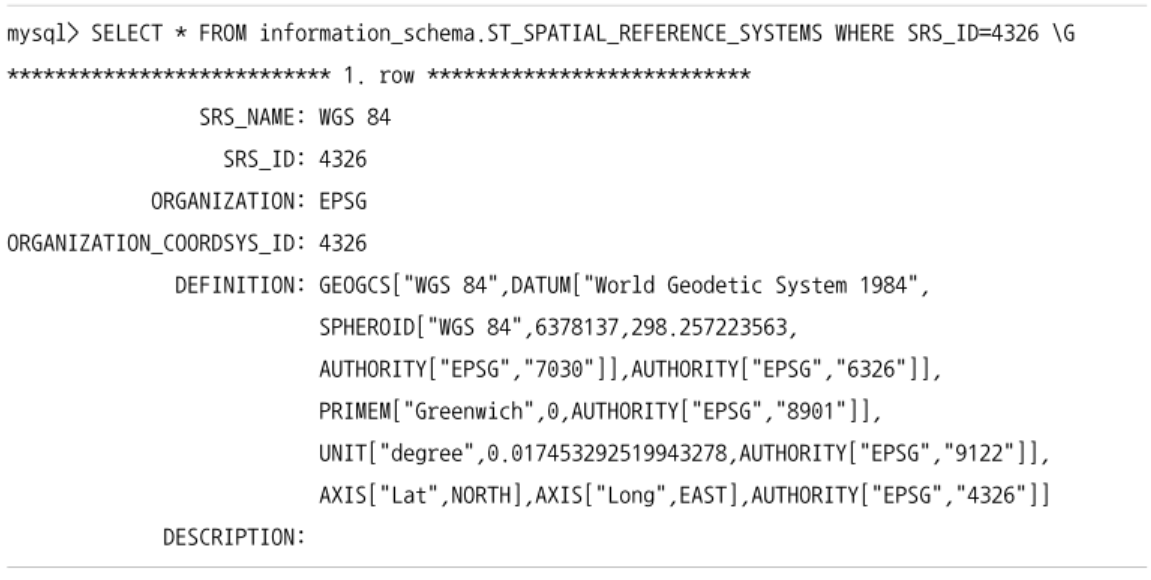 mysql> SELECT * FROM information_schema.ST_SPATIAL_REFERENCE_SYSTEMS WHERE SRS_ID=4326 \G
*************************** 1. row ***************************
SRS_NAME: WGS 84
SRS_ID: 4326
ORGANIZATION: EPSG
ORGANIZATION_COORDSYS_ID: 4326
DEFINITION: GEOGCS["WGS 84",DATUM["World Geodetic System 1984",
SPHEROID["WGS 84",6378137,298.257223563,
AUTHORITY["EPSG","7030"]],AUTHORITY["EPSG","6326"]],
PRIMEM["Greenwich",0,AUTHORITY["EPSG","8901"]],
UNIT["degree",0.017453292519943278,AUTHORITY["EPSG","9122"]],
AXIS["Lat",NORTH],AXIS["Long",EAST],AUTHORITY["EPSG","4326"]]
DESCRIPTION: